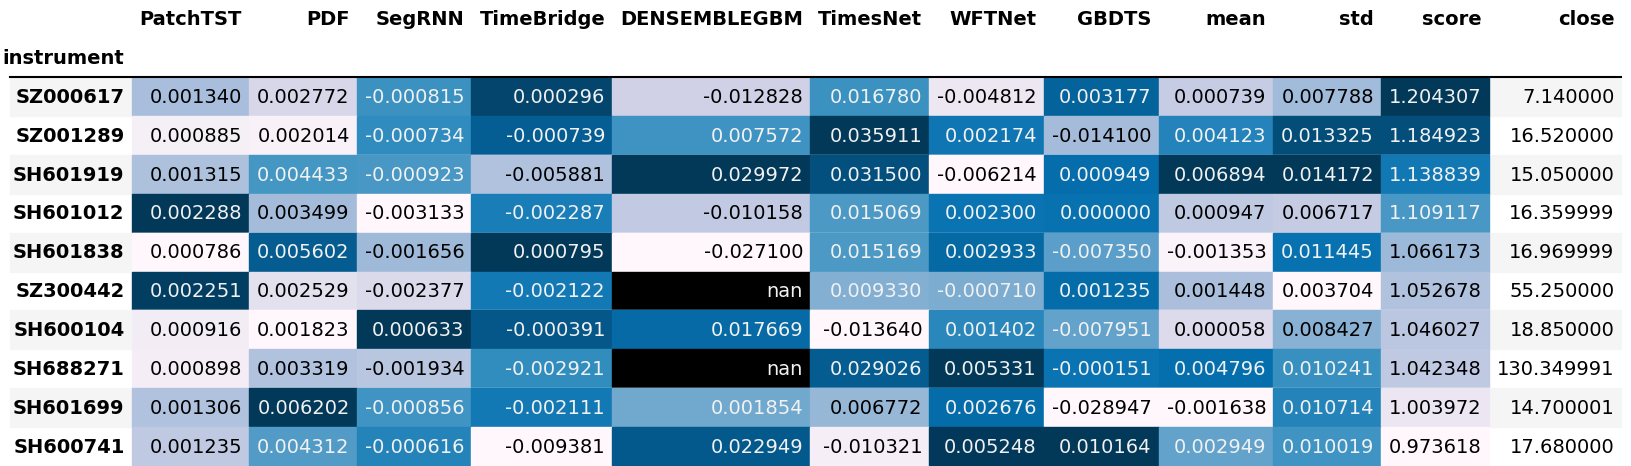 PatchTST PDF SegRNN TimeBridge DENSEMBLEGBM TimesNet WFTNet GBDTS mean std score close
instrument
SZ000617 0.001340 0.002772 -0.000815 0.000296 -0.012828 0.016780 -0.004812 0.003177 0.000739 0.007788 1.204307 7.140000
SZ001289 0.000885 0.002014 -0.000734 -0.000739 0.007572 0.035911 0.002174 -0.014100 0.004123 0.013325 1.184923 16.520000
SH601919 0.001315 0.004433 -0.000923 -0.005881 0.029972 0.031500 -0.006214 0.000949 0.006894 0.014172 1.138839 15.050000
SH601012 0.002288 0.003499 -0.003133 -0.002287 -0.010158 0.015069 0.002300 0.000000 0.000947 0.006717 1.109117 16.359999
SH601838 0.000786 0.005602 -0.001656 0.000795 -0.027100 0.015169 0.002933 -0.007350 -0.001353 0.011445 1.066173 16.969999
SZ300442 0.002251 0.002529 -0.002377 -0.002122 nan 0.009330 -0.000710 0.001235 0.001448 0.003704 1.052678 55.250000
SH600104 0.000916 0.001823 0.000633 -0.000391 0.017669 -0.013640 0.001402 -0.007951 0.000058 0.008427 1.046027 18.850000
SH688271 0.000898 0.003319 -0.001934 -0.002921 nan 0.029026 0.005331 -0.000151 0.004796 0.010241 1.042348 130.349991
SH601699 0.001306 0.006202 -0.000856 -0.002111 0.001854 0.006772 0.002676 -0.028947 -0.001638 0.010714 1.003972 14.700001
SH600741 0.001235 0.004312 -0.000616 -0.009381 0.022949 -0.010321 0.005248 0.010164 0.002949 0.010019 0.973618 17.680000